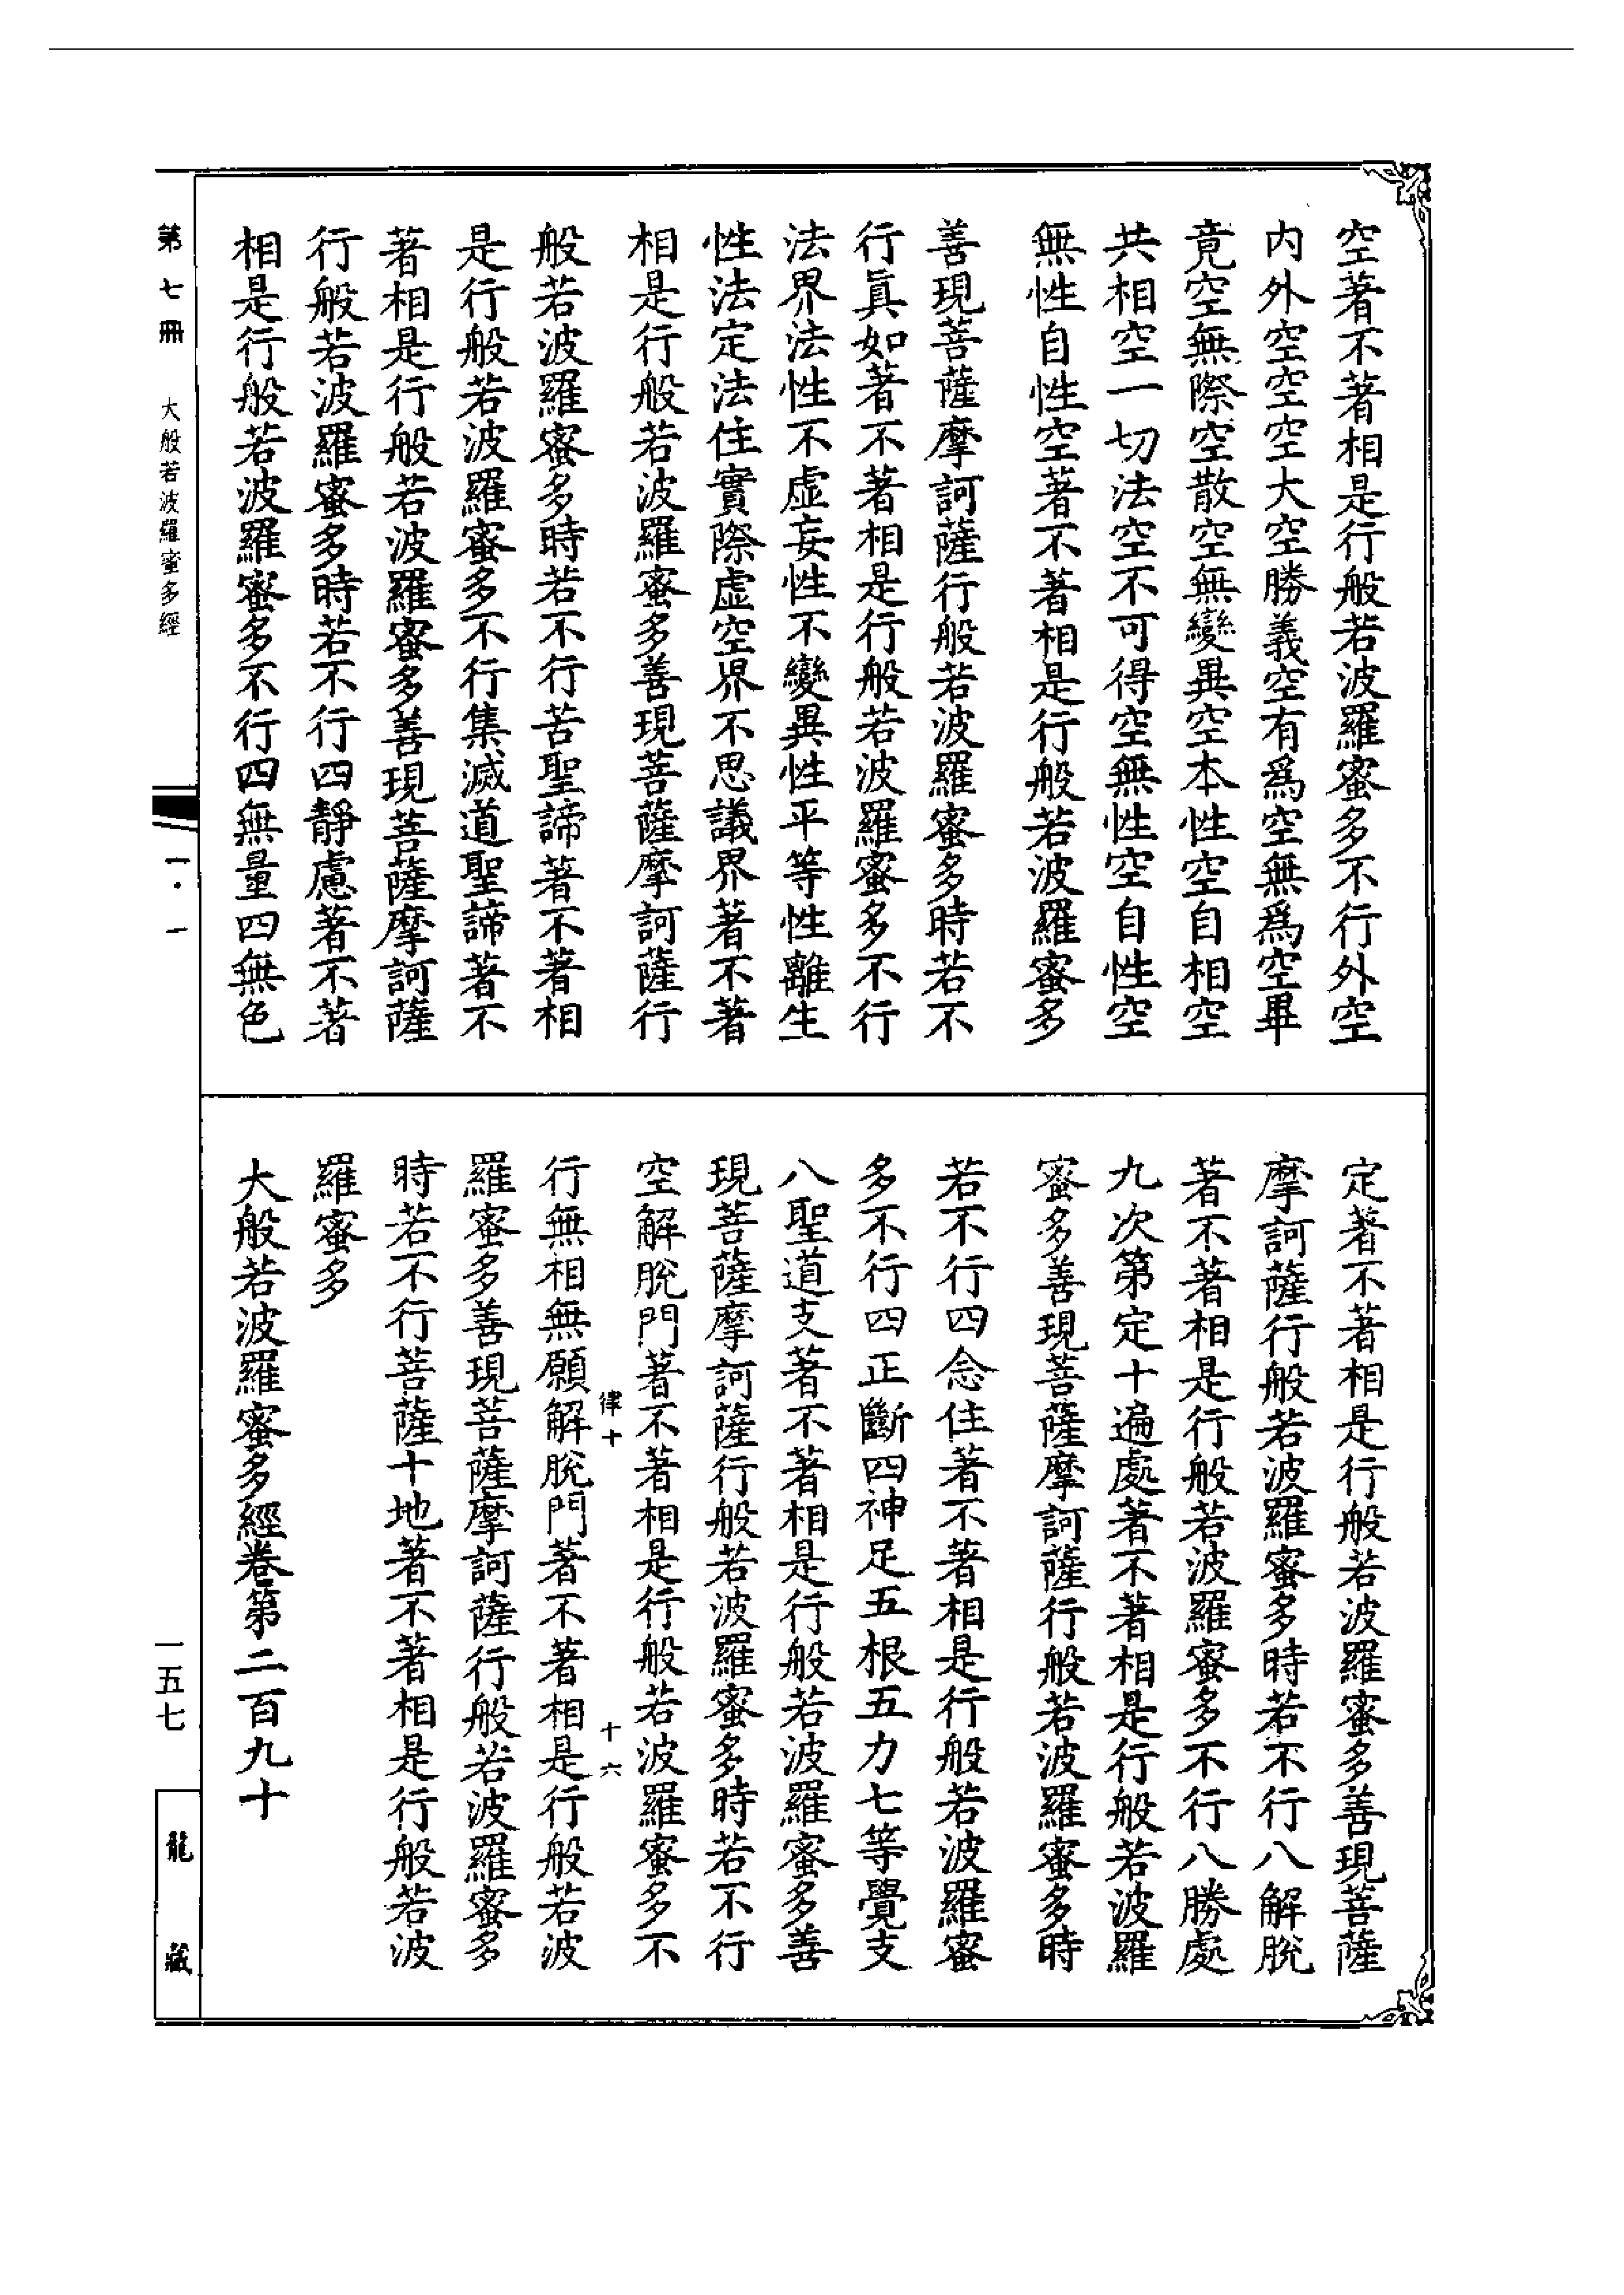 空著不著相是行般若波羅蜜多不行外空
内外空空空大空勝義空有爲空無爲空畢
竟空無際空散空無變異空本性空自相空
共相空一切法空不可得空無性空自性空
無性自性空著不著相是行般若波羅蜜多
善現菩薩摩訶薩行般若波羅蜜多時若不
行眞如著不著相是行般若波羅蜜多不行
法界法性不虛妄性不變異性平等性離生
性法定法住實際虛空界不思議界著不著
相是行般若波羅蜜多善現菩薩摩訶薩行
般若波羅蜜多時若不行苦聖諦著不著相
是行般若波羅蜜多不行集滅道聖諦著不
著相是行般若波羅蜜多善現菩薩摩訶薩
行般若波羅蜜多時若不行四靜慮著不著
相是行般若波羅蜜多不行四無量四無色
定著不著相是行般若波羅蜜多善現菩薩
摩訶薩行般若波羅蜜多時若不行八解脫
著不著相是行般若波羅蜜多不行八勝處
九次第定十遍處著不著相是行般若波羅
蜜多善現菩薩摩訶薩行般若波羅蜜多時
若不行四念住著不著相是行般若波羅蜜
多不行四正斷四神足五根五力七等覺支
八聖道支著不著相是行般若波羅蜜多善
現菩薩摩訶薩行般若波羅蜜多時若不行
空解脫門著不著相是行般若波羅蜜多不
律十 十六
行無相無願解脫門著不著相是行般若波
羅蜜多善現菩薩摩訶薩行般若波羅蜜多
時若不行菩薩十地著不著相是行般若波
羅蜜多
大般若波羅蜜多經卷第二百九十
第七冊 大般若波羅蜜多經 一·一
一五七
龍藏